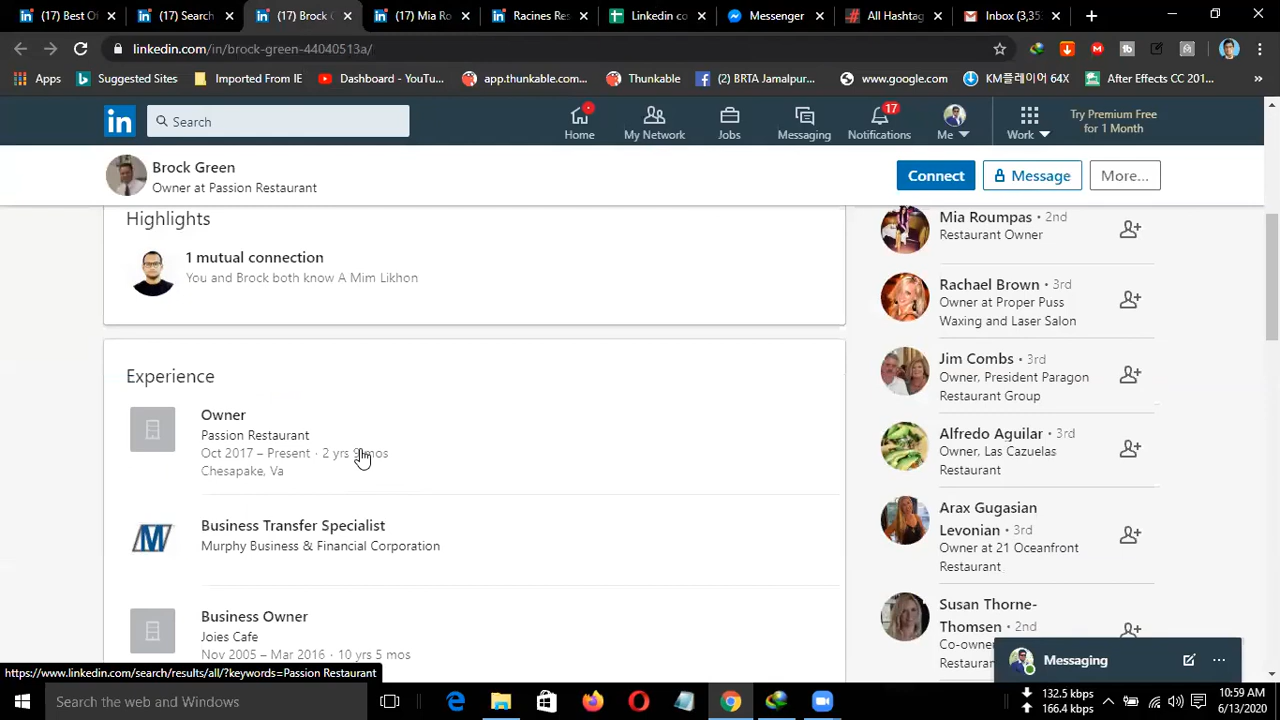 (17) Best O
(17) Search
(17) Brock
(17) Mia Ro
Racines Res
Linkedin co
Messenger
All Hashtag
Inbox (3,35
linkedin.com/in/brock-green-44040513a/
Apps
Suggested Sites
Imported From IE
Dashboard - YouTu...
app.thunkable.com...
Thunkable
(2) BRTA Jamalpur...
www.google.com
KM플레이어 64X
After Effects CC 201...
in
Search
Home
My Network
Jobs
Messaging
17
Notifications
Me
Work
Try Premium Free
for 1 Month
Brock Green
Owner at Passion Restaurant
Connect
Message
More...
Highlights
1 mutual connection
You and Brock both know A Mim Likhon
Experience
Owner
Passion Restaurant
Oct 2017 – Present · 2 yrs 9 mos
Chesapake, Va
Business Transfer Specialist
Murphy Business & Financial Corporation
Business Owner
Joies Cafe
Nov 2005 – Mar 2016 · 10 yrs 5 mos
Mia Roumpas • 2nd
Restaurant Owner
Rachael Brown • 3rd
Owner at Proper Puss
Waxing and Laser Salon
Jim Combs • 3rd
Owner, President Paragon
Restaurant Group
Alfredo Aguilar • 3rd
Owner, Las Cazuelas
Restaurant
Arax Gugasian
Levonian • 3rd
Owner at 21 Oceanfront
Restaurant
Susan Thorne-
Thomsen • 2nd
Co-owne
Restaura
Messaging
https://www.linkedin.com/search/results/all/?keywords=Passion Restaurant
Search the web and Windows
132.5 kbps
166.4 kbps
10:59 AM
6/13/2020